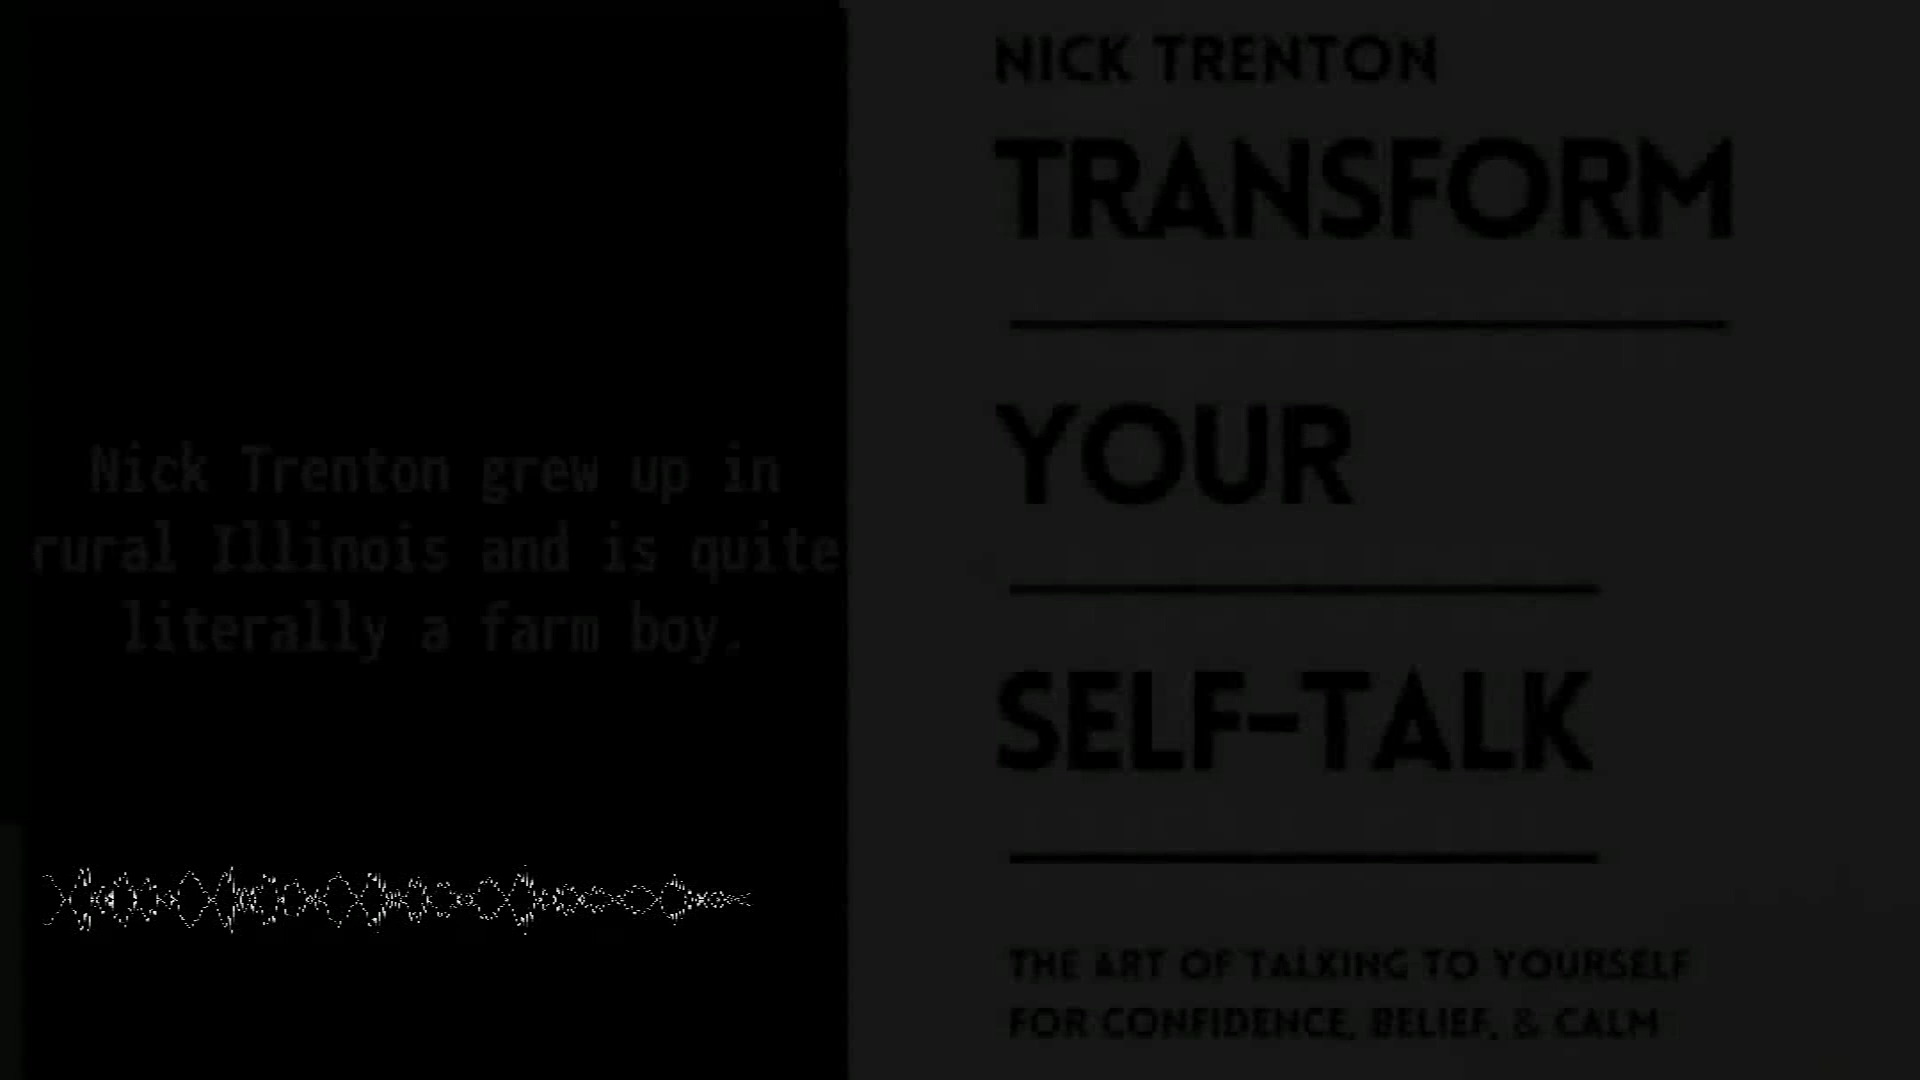 Nick Trenton grew up in
rural Illinois and is quite
literally a farm boy.
NICK TRENTON
TRANSFORM
YOUR
SELF-TALK
THE ART OF TALKING TO YOURSELF
FOR CONFIDENCE, BELIEF, & CALM